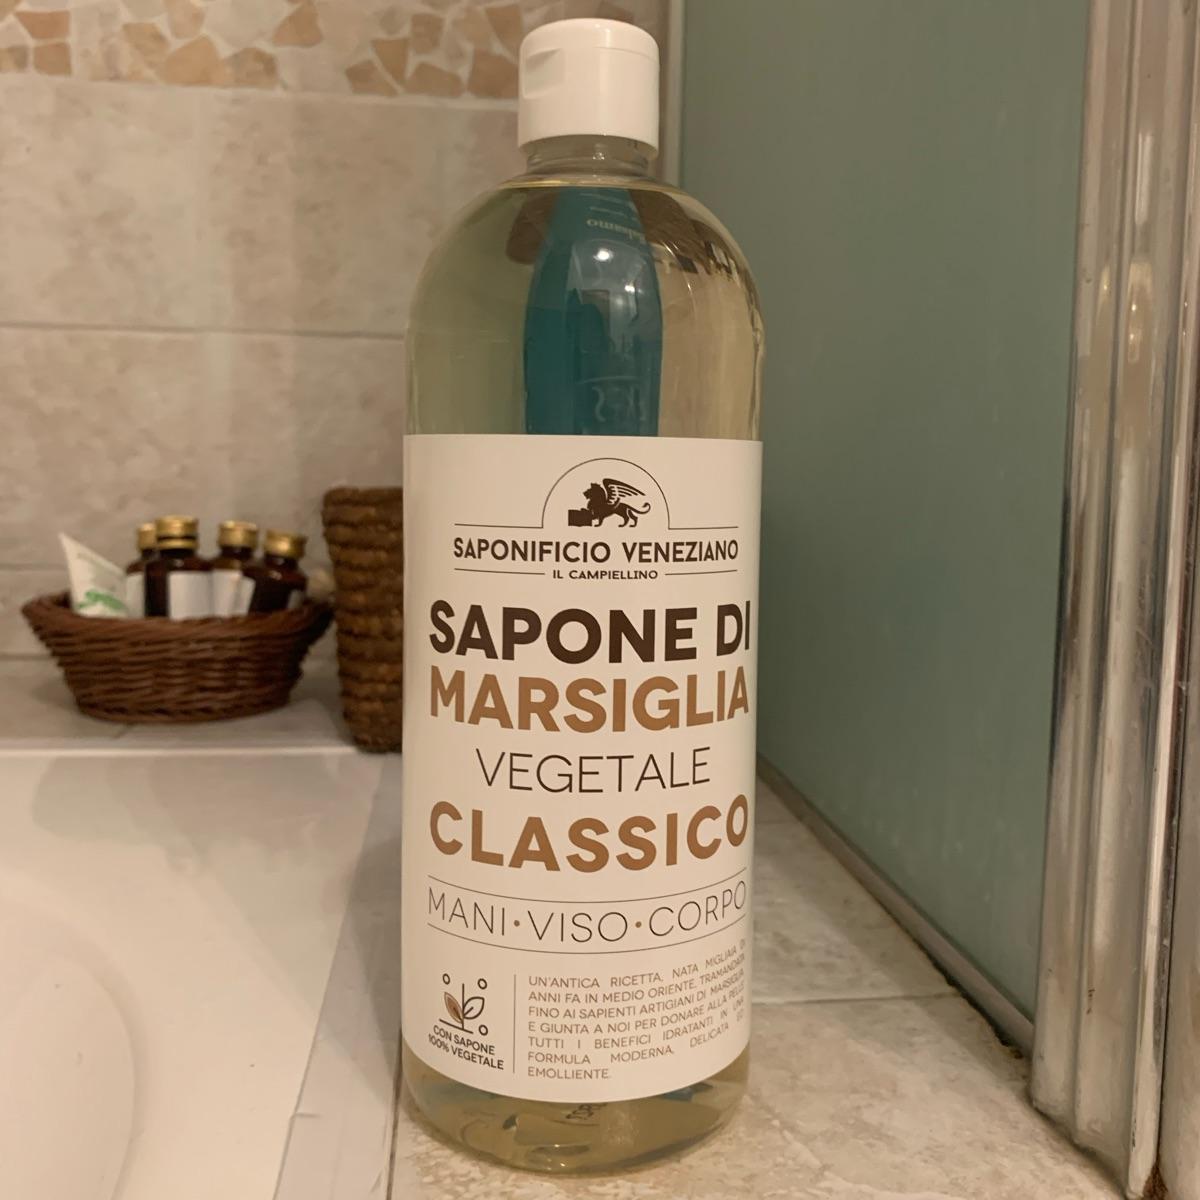 Balsamo
SAPONIFICIO VENEZIANO
IL CAMPIELLINO
SAPONE DI
MARSIGLIA
VEGETALE
CLASSICO
MANI•VISO•CORPO
CON SAPONE
100% VEGETALE
UN'ANTICA RICETTA, NATA MIGLIAIA DI
ANNI FA IN MEDIO ORIENTE, TRAMANDATA
FINO AI SAPIENTI ARTIGIANI DI MARSIGLIA
E GIUNTA A NOI PER DONARE ALLA PELLE
TUTTI I BENEFICI IDRATANTI IN UNA
FORMULA MODERNA, DELICATA ED
EMOLLIENTE.